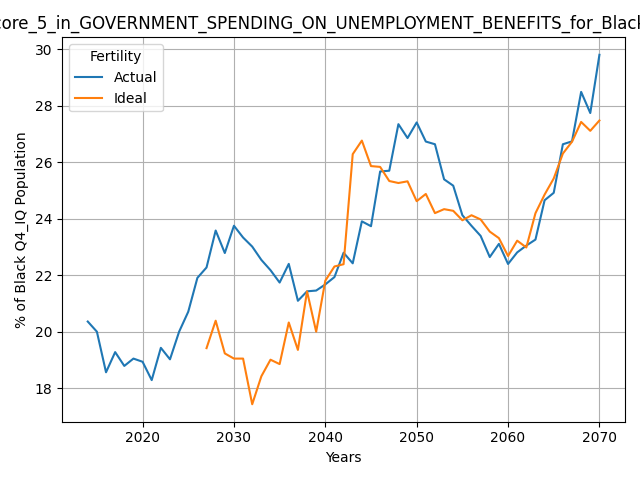 core_5_in_GOVERNMENT_SPENDING_ON_UNEMPLOYMENT_BENEFITS_for_Black
30
Fertility
Actual
Ideal
28
26
24
22
20
18
% of Black Q4_IQ Population
2020
2030
2040
2050
2060
2070
Years